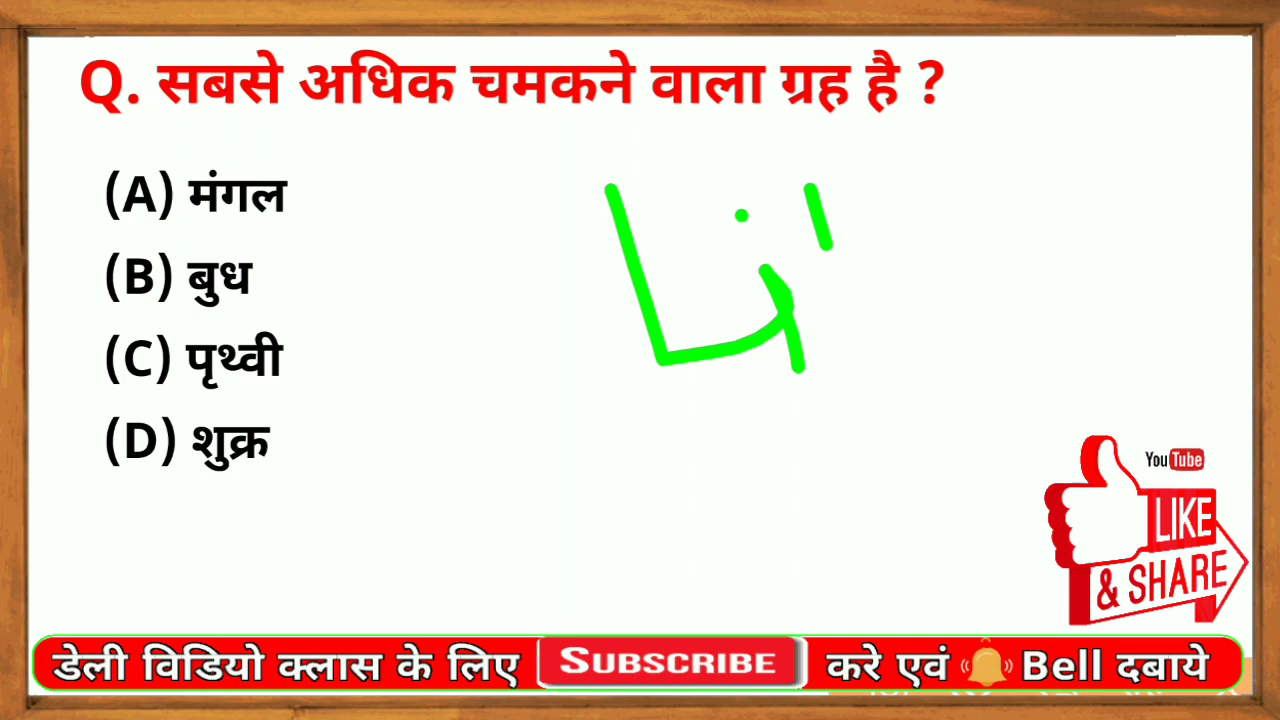 Q. सबसे अधिक चमकने वाला ग्रह है ?
(A) मंगल
(B) बुध
(C) पृथ्वी
(D) शुक्र
YouTube
LIKE
& SHARE
डेली विडियो क्लास के लिए SUBSCRIBE करे एवं Bell दबाये